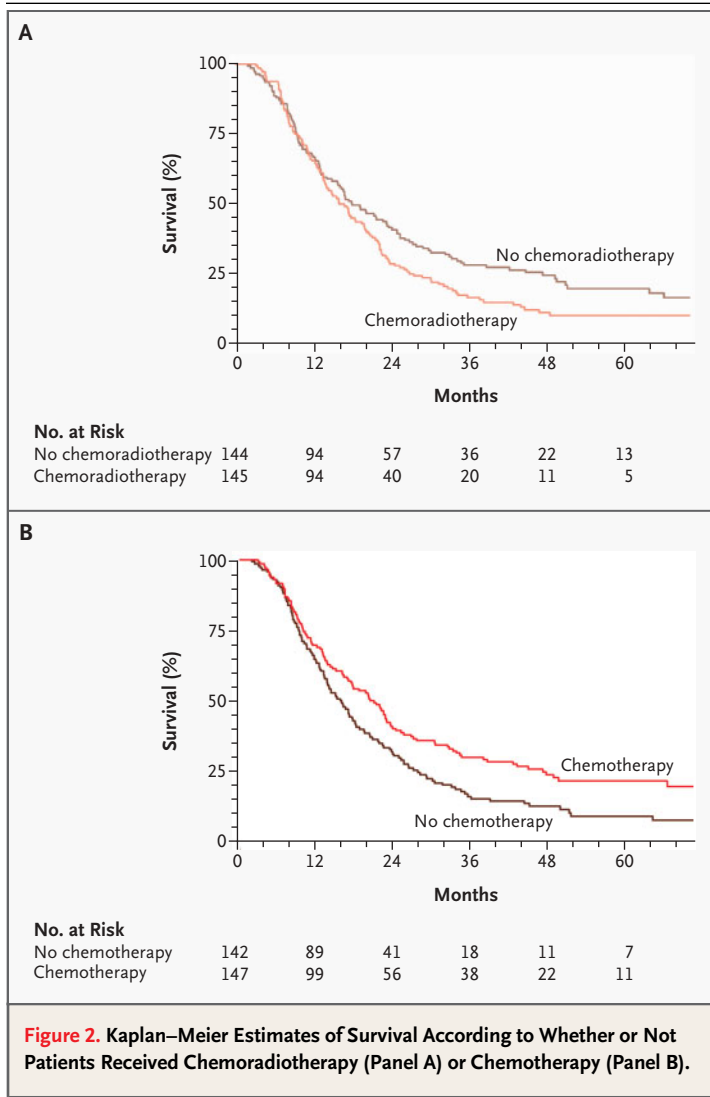 A
100
75
50
25
0
Survival (%)
No chemoradiotherapy
Chemoradiotherapy
0 12 24 36 48 60
Months
No. at Risk
No chemoradiotherapy 144 94 57 36 22 13
Chemoradiotherapy 145 94 40 20 11 5
B
100
75
50
25
0
Survival (%)
Chemotherapy
No chemotherapy
0 12 24 36 48 60
Months
No. at Risk
No chemotherapy 142 89 41 18 11 7
Chemotherapy 147 99 56 38 22 11
Figure 2. Kaplan–Meier Estimates of Survival According to Whether or Not
Patients Received Chemoradiotherapy (Panel A) or Chemotherapy (Panel B).